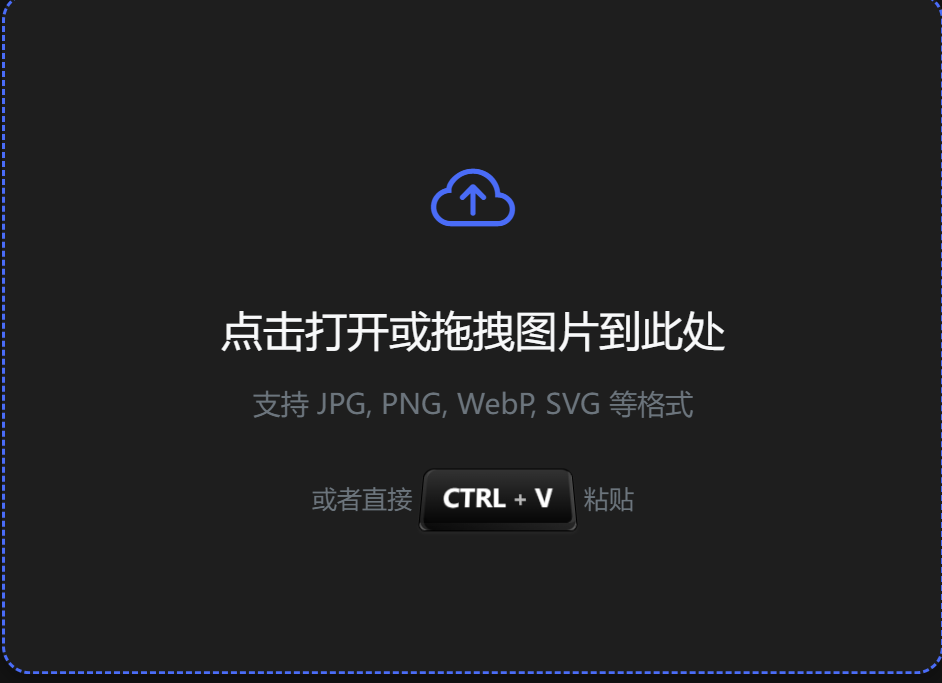 点击打开或拖拽图片到此处
支持 JPG, PNG, WebP, SVG 等格式
或者直接 CTRL + V 粘贴